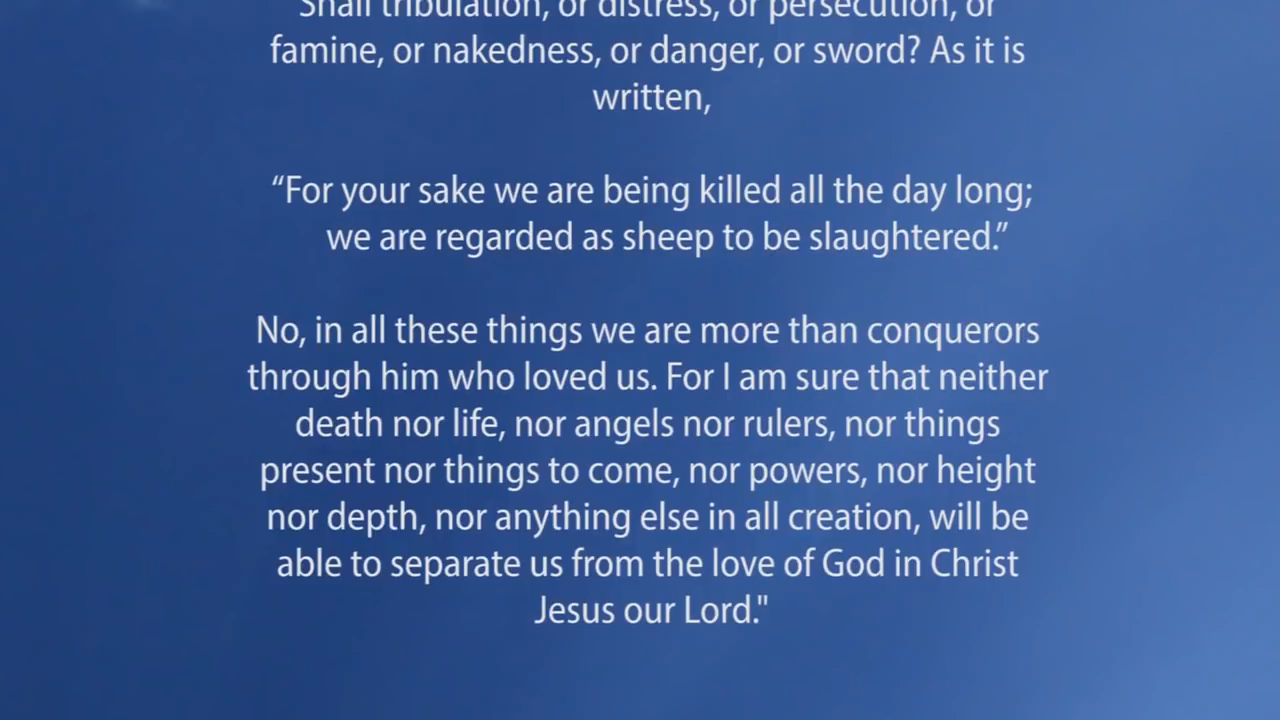 Shall tribulation, or distress, or persecution, or
famine, or nakedness, or danger, or sword? As it is
written,
“For your sake we are being killed all the day long;
we are regarded as sheep to be slaughtered.”
No, in all these things we are more than conquerors
through him who loved us. For I am sure that neither
death nor life, nor angels nor rulers, nor things
present nor things to come, nor powers, nor height
nor depth, nor anything else in all creation, will be
able to separate us from the love of God in Christ
Jesus our Lord."